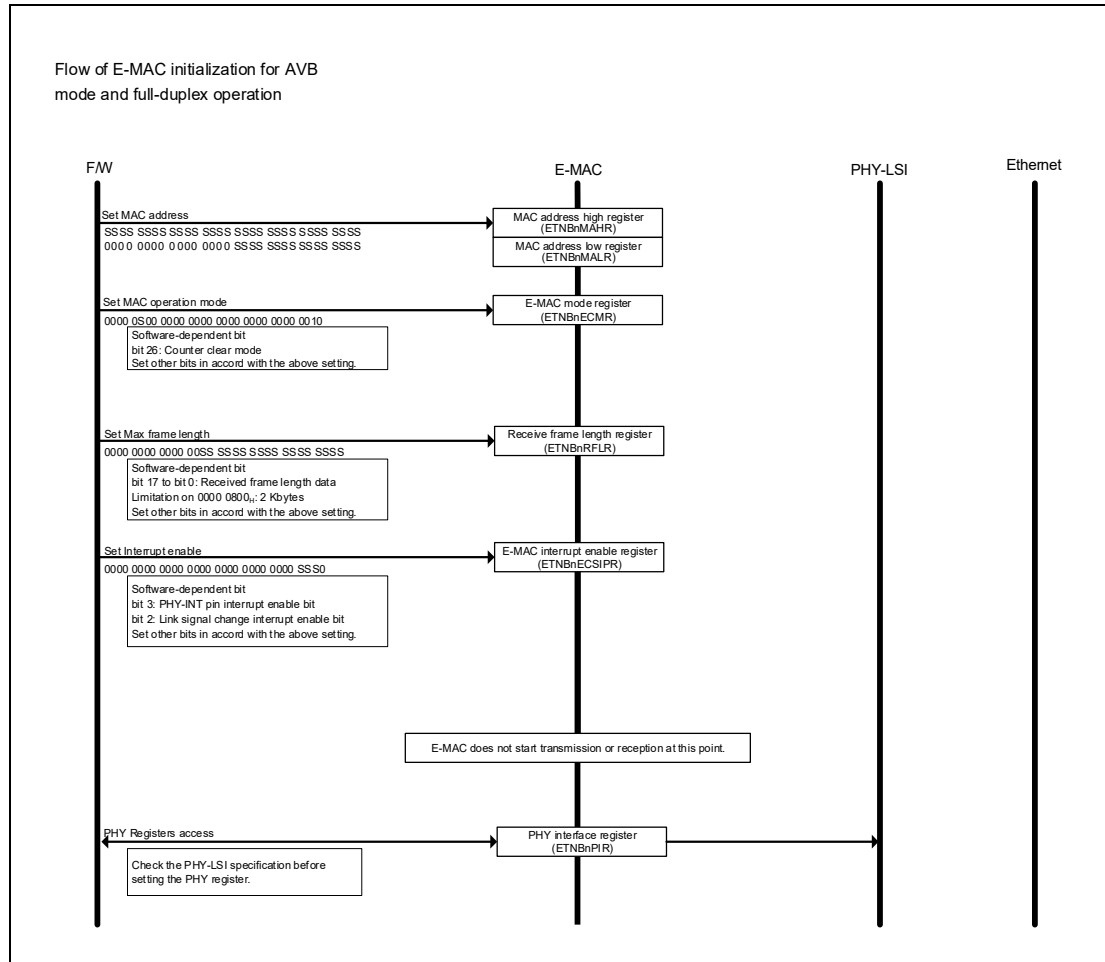 Flow of E-MAC initialization for AVB
mode and full-duplex operation
F/W
E-MAC
PHY-LSI
Ethernet
Set MAC address
SSSS SSSS SSSS SSSS SSSS SSSS SSSS SSSS
0000 0000 0000 0000 SSSS SSSS SSSS SSSS
MAC address high register
(ETNBnMAHR)
MAC address low register
(ETNBnMALR)
Set MAC operation mode
0000 0S00 0000 0000 0000 0000 0000 0010
E-MAC mode register
(ETNBnECMR)
Software-dependent bit
bit 26: Counter clear mode
Set other bits in accord with the above setting.
Set Max frame length
0000 0000 0000 00SS SSSS SSSS SSSS SSSS
Receive frame length register
(ETNBnRFLR)
Software-dependent bit
bit 17 to bit 0: Received frame length data
Limitation on 0000 0800H: 2 Kbytes
Set other bits in accord with the above setting.
Set Interrupt enable
0000 0000 0000 0000 0000 0000 0000 SSS0
E-MAC interrupt enable register
(ETNBnECSIPR)
Software-dependent bit
bit 3: PHY-INT pin interrupt enable bit
bit 2: Link signal change interrupt enable bit
Set other bits in accord with the above setting.
E-MAC does not start transmission or reception at this point.
PHY Registers access
PHY interface register
(ETNBnPIR)
Check the PHY-LSI specification before
setting the PHY register.